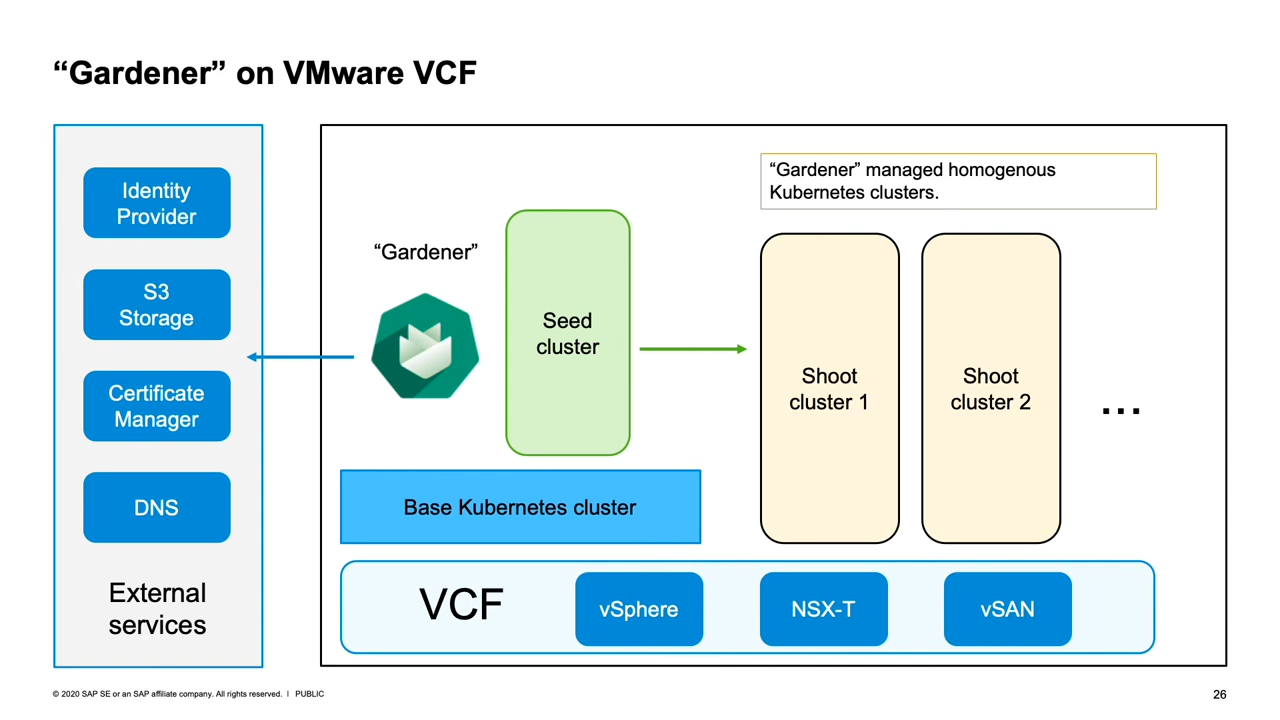 “Gardener” on VMware VCF
Identity
Provider
S3
Storage
Certificate
Manager
DNS
External
services
“Gardener”
Seed
cluster
Base Kubernetes cluster
“Gardener” managed homogenous
Kubernetes clusters.
Shoot
cluster 1
Shoot
cluster 2
...
VCF
vSphere
NSX-T
vSAN
© 2020 SAP SE or an SAP affiliate company. All rights reserved. | PUBLIC
26